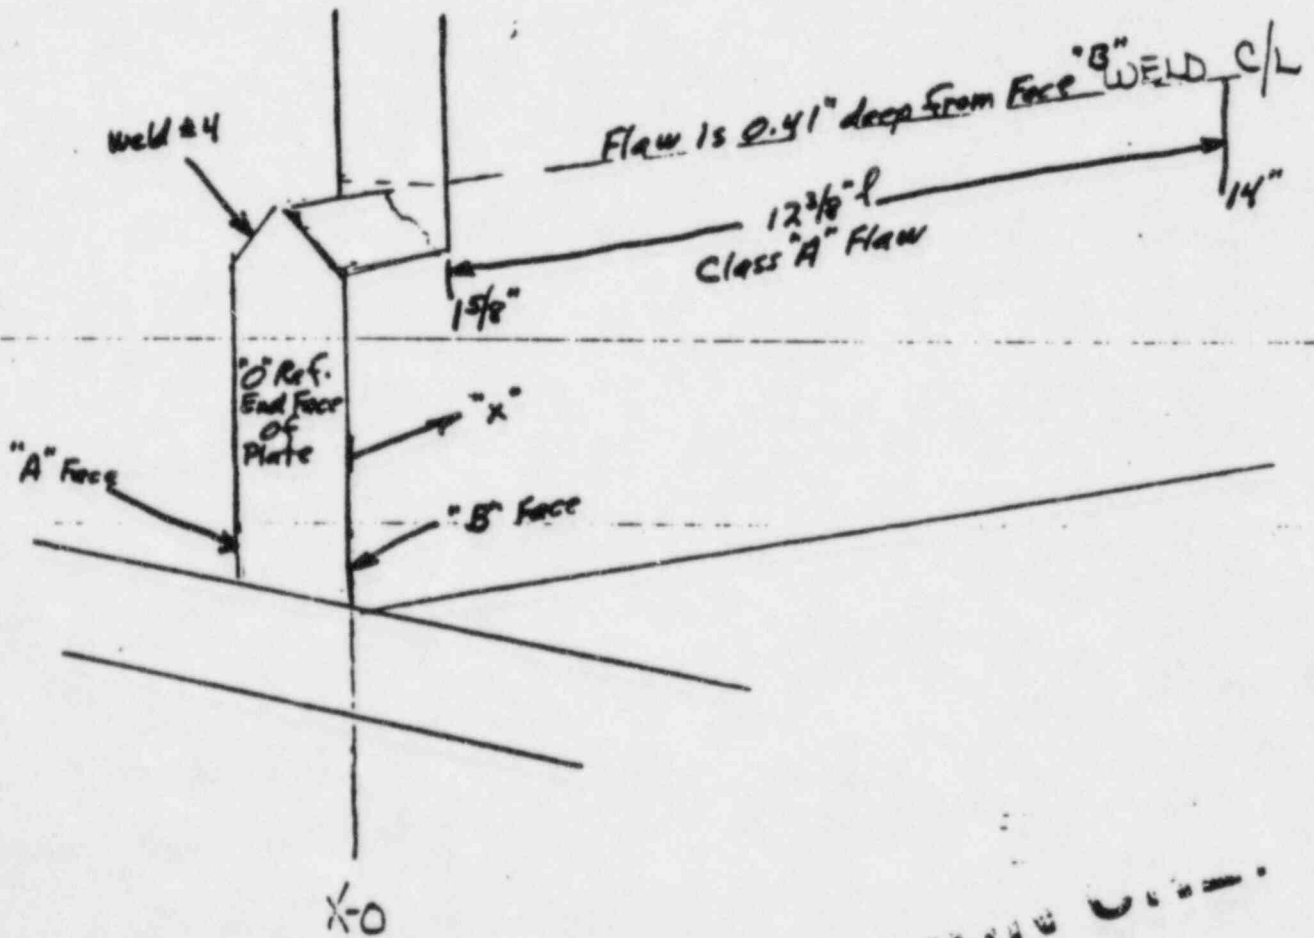 Weld #4
Flaw is 0.41" deep from Face "B" WELD C/L
12 3/8" l
Class "A" Flaw
14"
1 5/8"
"O" Ref.
End Face
of
Plate
"X"
"A" Face
"B" Face
X-O